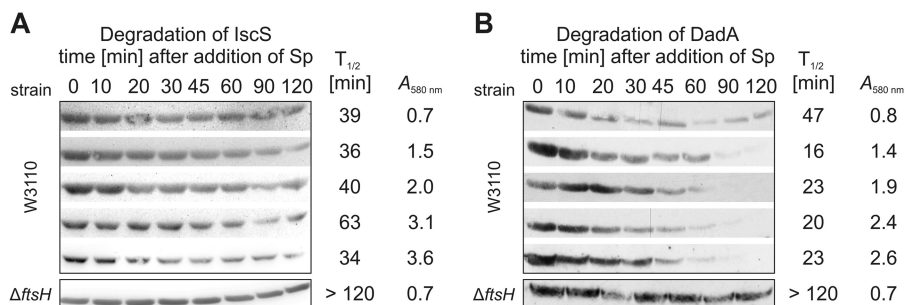 A
Degradation of IscS
time [min] after addition of Sp
T1/2
[min]
A580 nm
strain 0 10 20 30 45 60 90 120
W3110
39 0.7
36 1.5
40 2.0
63 3.1
34 3.6
ΔftsH > 120 0.7
B
Degradation of DadA
time [min] after addition of Sp
T1/2
[min]
A580 nm
strain 0 10 20 30 45 60 90 120
W3110
47 0.8
16 1.4
23 1.9
20 2.4
23 2.6
ΔftsH > 120 0.7